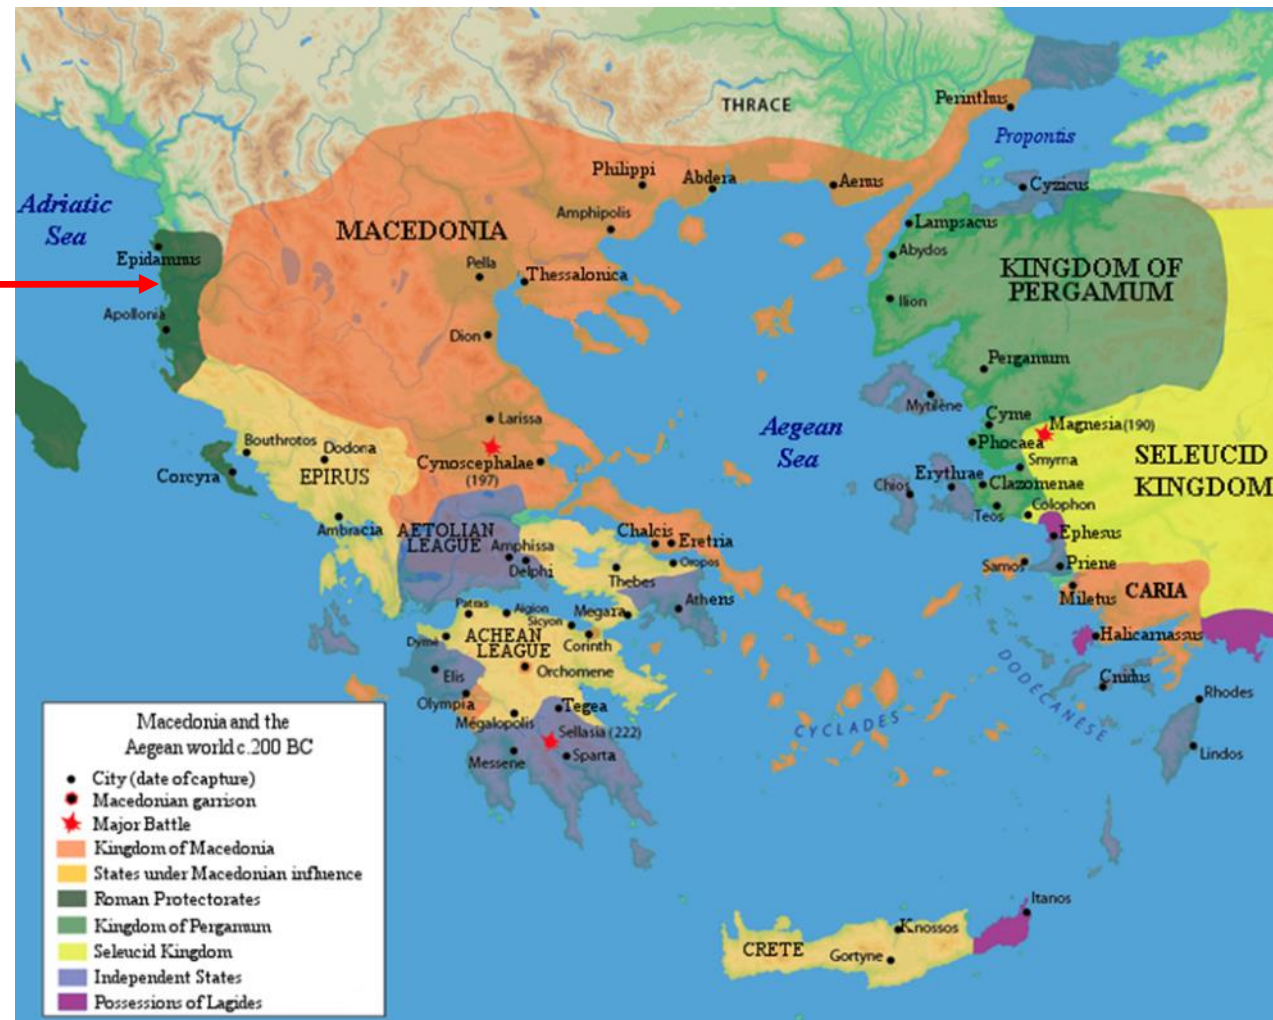 THRACE
Perinthus
Propontis
Philippi
Abdera
Aenus
Cyzicus
Adriatic
Sea
Amphipolis
Lampsacus
MACEDONIA
Epidamnus
Abydos
Pella
Thessalonica
KINGDOM OF
PERGAMUM
Ilion
Apollonia
Dion
Pergamum
Mytilène
Larissa
Cyme
Magnesia (190)
Aegean
Sea
Phocaea
Bouthrotos
Dodona
Cynoscephalae
(197)
Smyrna
SELEUCID
KINGDOM
Corcyra
EPIRUS
Erythrae
Chios
Clazomenae
Colophon
Teos
Ambracia
AETOLIAN
LEAGUE
Chalcis
Eretria
Ephesus
Amphissa
Delphi
Oropos
Thebes
Samos
Priene
Athens
Miletus
CARIA
Patras
Aigion
Sicyon
Megara
Dyme
ACHEAN
LEAGUE
Corinth
Halicarnassus
Orchomene
Elis
Cnidus
DODECANESE
Rhodes
Olympia
Tegea
Mégalopolis
CYCLADES
Sellasia (222)
Messene
Sparta
Lindos
Itanos
Knossos
CRETE
Gortyne
Macedonia and the
Aegean world c.200 BC
City (date of capture)
Macedonian garrison
Major Battle
Kingdom of Macedonia
States under Macedonian influence
Roman Protectorates
Kingdom of Pergamum
Seleucid Kingdom
Independent States
Possessions of Lagides